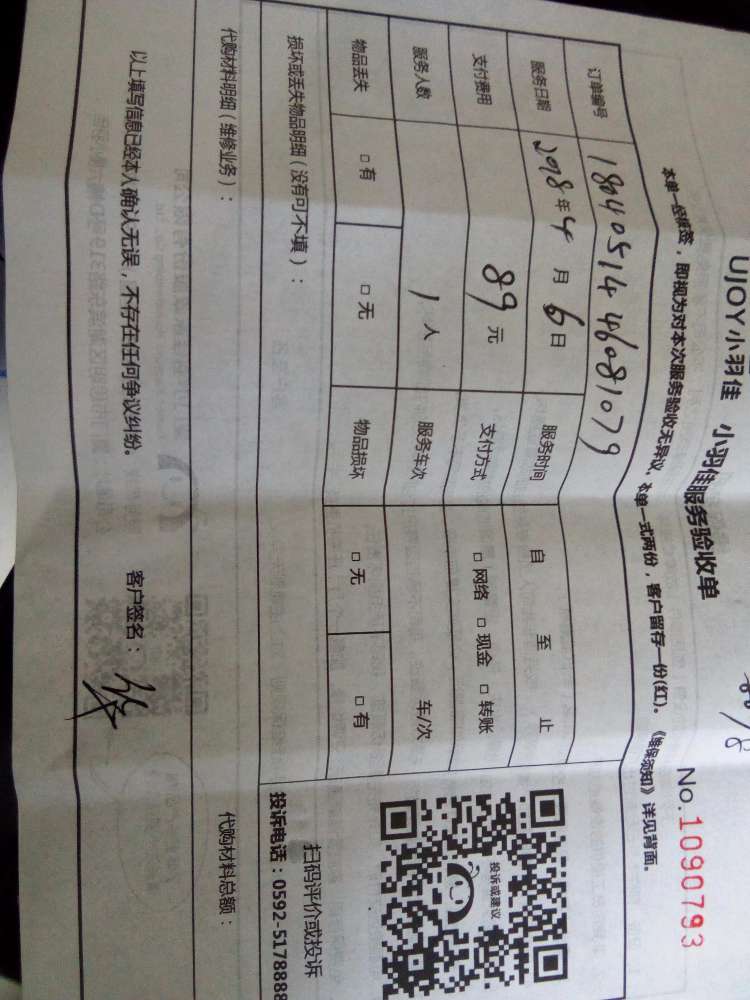 UJOY小羽佳 小羽佳服务验收单 No.1090793
本单一经被签，即视为对本次服务验收无异议，本单一式两份，客户留存一份(红)。《维保须知》详见背面。
订单编号 1804051446081079
服务日期 2018年4月6日 服务时间 自 至 止
支付费用 89元 支付方式 □网络 □现金 □转账
服务人数 1人 服务车次 车/次
物品丢失 □有 □无 物品损坏 □无 □有
损坏或丢失物品明细（没有可不填）：
投诉或建议
扫码评价或投诉
投诉电话：0592-5178888
代购材料明细（维修业务）： 代购材料总额：
以上填写信息已经本人确认无误，不存在任何争议纠纷。 客户签名：